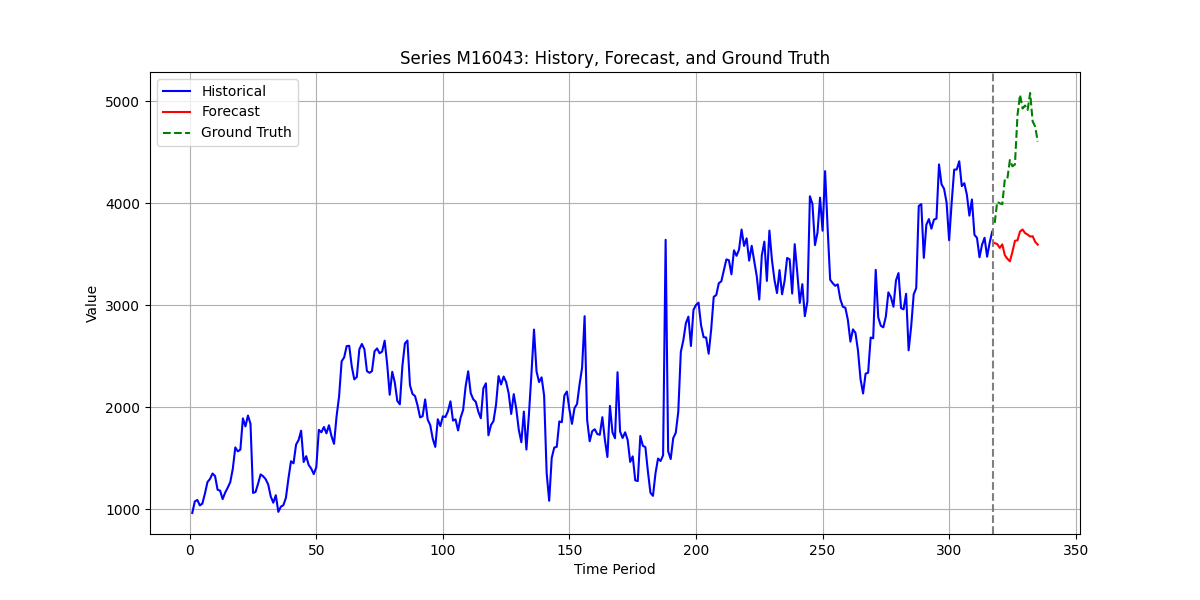 Series M16043: History, Forecast, and Ground Truth
Historical
Forecast
Ground Truth
5000
4000
3000
2000
1000
Value
0 50 100 150 200 250 300 350
Time Period